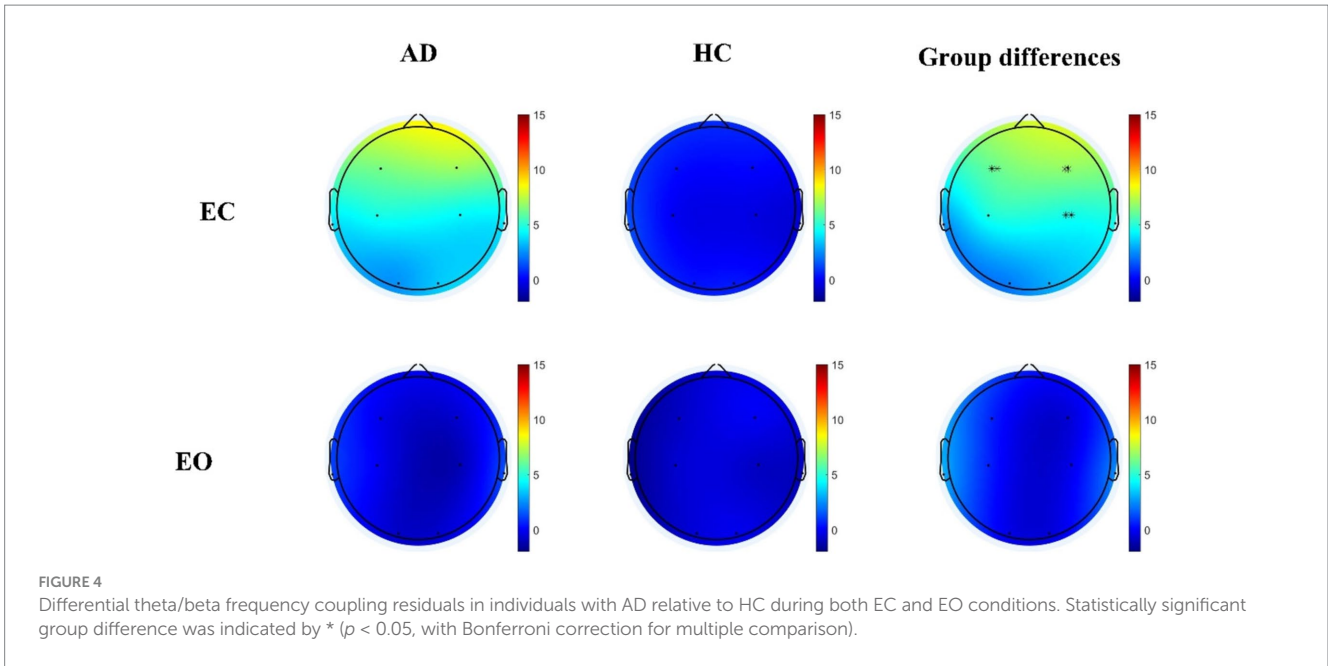 AD HC Group differences
EC
15 15 15
10 10 10
5 5 5
0 0 0
** ** **
EO
15 15 15
10 10 10
5 5 5
0 0 0
FIGURE 4
Differential theta/beta frequency coupling residuals in individuals with AD relative to HC during both EC and EO conditions. Statistically significant
group difference was indicated by * (p < 0.05, with Bonferroni correction for multiple comparison).